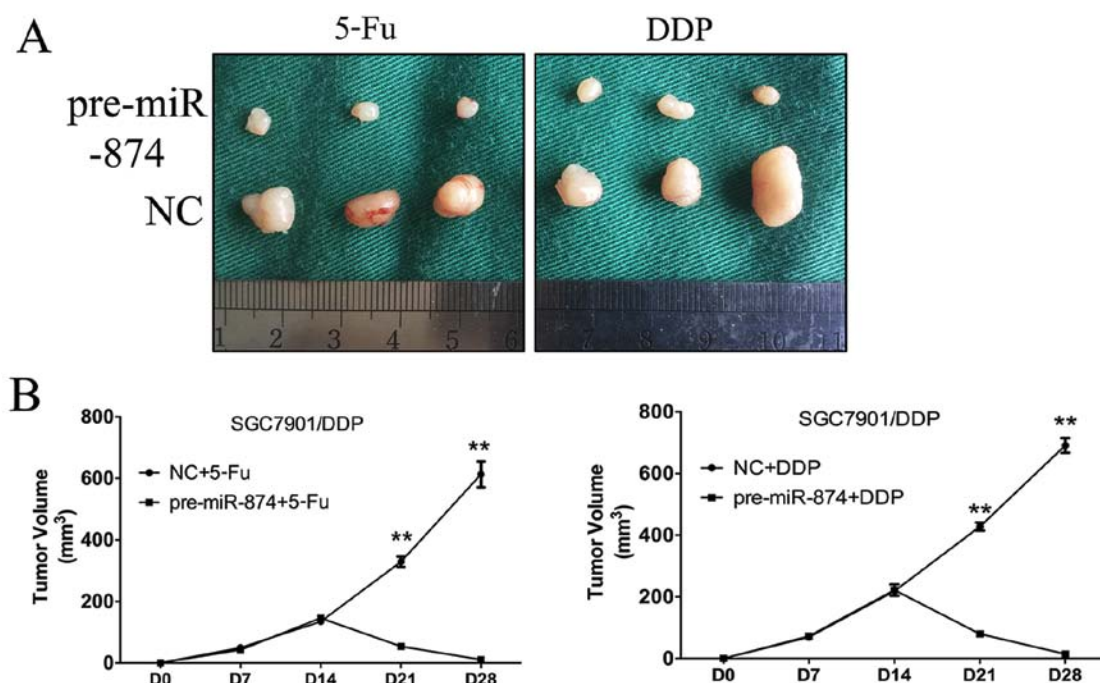 A
5-Fu
DDP
pre-miR
-874
NC
1 2 3 4 5 6
7 8 9 10 11
B
SGC7901/DDP
Tumor Volume
(mm³)
800
600
400
200
0
NC+5-Fu
pre-miR-874+5-Fu
**
**
D0 D7 D14 D21 D28
SGC7901/DDP
Tumor Volume
(mm³)
800
600
400
200
0
NC+DDP
pre-miR-874+DDP
**
**
D0 D7 D14 D21 D28